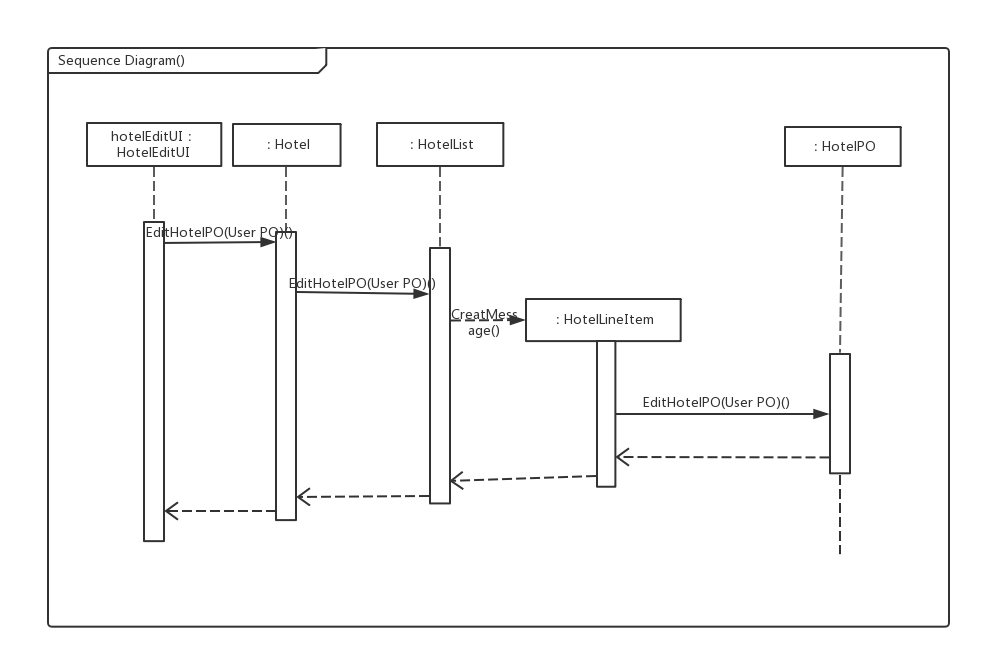 Sequence Diagram()
hotelEditUI :
HotelEditUI
: Hotel
: HotelList
: HotelPO
EditHotelPO(User PO)()
EditHotelPO(User PO)()
CreatMess
age()
: HotelLineItem
EditHotelPO(User PO)()